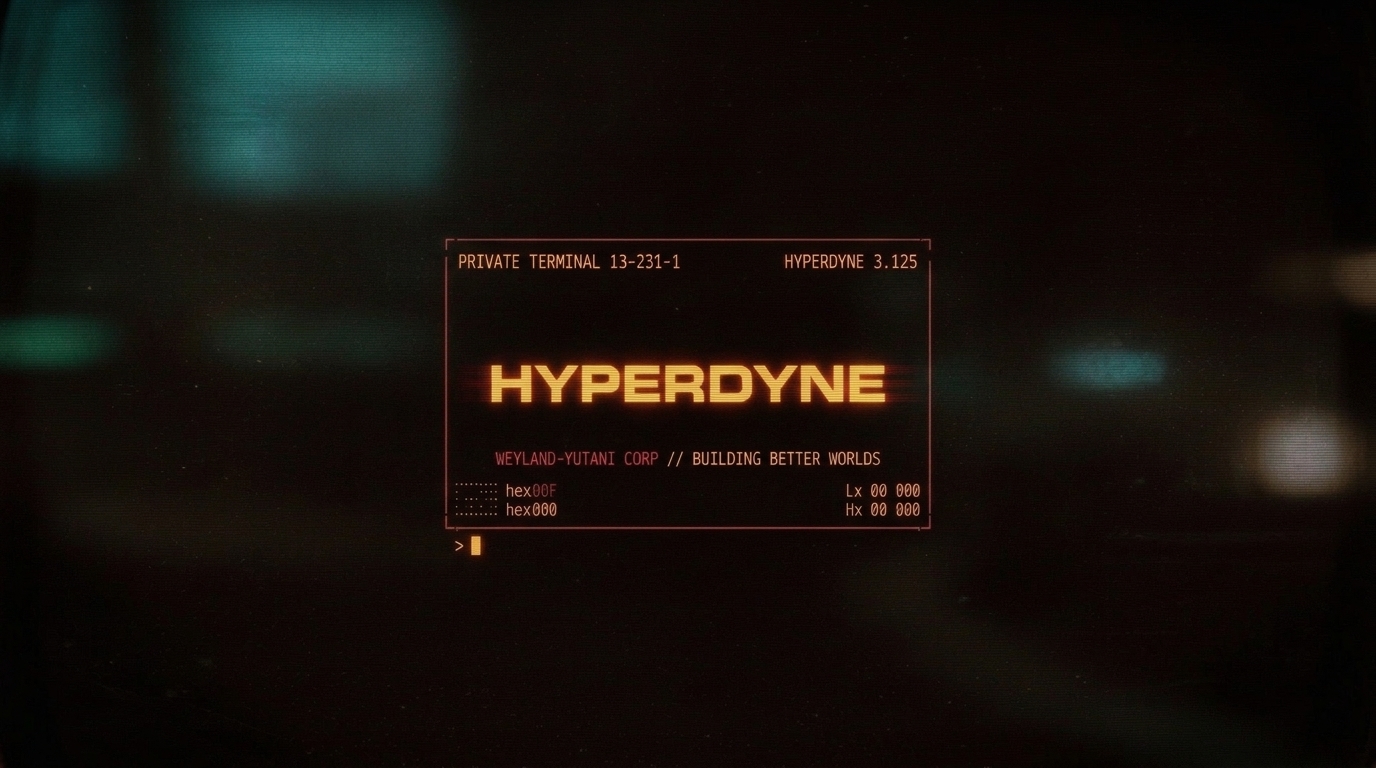 PRIVATE TERMINAL 13-231-1 HYPERDYNE 3.125
HYPERDYNE
WEYLAND-YUTANI CORP // BUILDING BETTER WORLDS
hex00F Lx 00 000
hex000 Hx 00 000
>